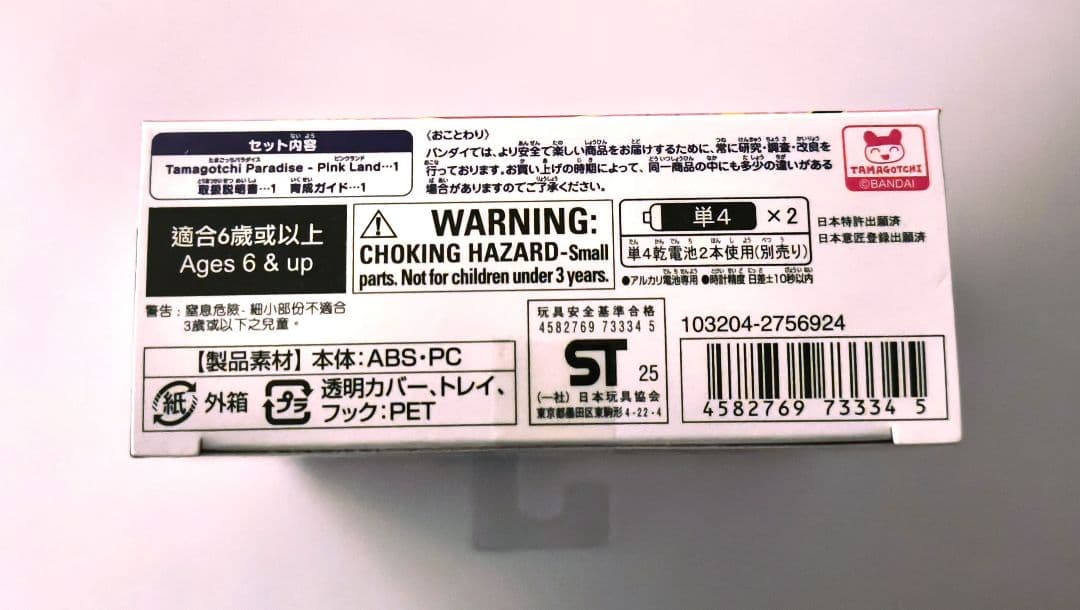 セット内容
Tamagotchi Paradise - Pink Land…1
取扱説明書…1 育成ガイド…1
〈おことわり〉
バンダイでは、より安全で楽しい商品をお届けするために、常に研究・調査・改良を
行っております。お買い上げの時期によって、同一商品の中にも多少の違いがある
場合がありますのでご了承ください。
TAMAGOTCHI
©BANDAI
適合6歲或以上
Ages 6 & up
WARNING:
CHOKING HAZARD-Small
parts. Not for children under 3 years.
単4 ×2
単4乾電池2本使用(別売り)
●アルカリ電池専用 ●時計精度 日差±10秒以内
日本特許出願済
日本意匠登録出願済
警告:窒息危險-細小部份不適合
3歲或以下之兒童。
【製品素材】本体:ABS・PC
紙 外箱 プラ 透明カバー、トレイ、
フック:PET
玩具安全基準合格
4582769 73334 5
ST 25
(一社)日本玩具協会
東京都墨田区東駒形4-22-4
103204-2756924
4582769 73334 5